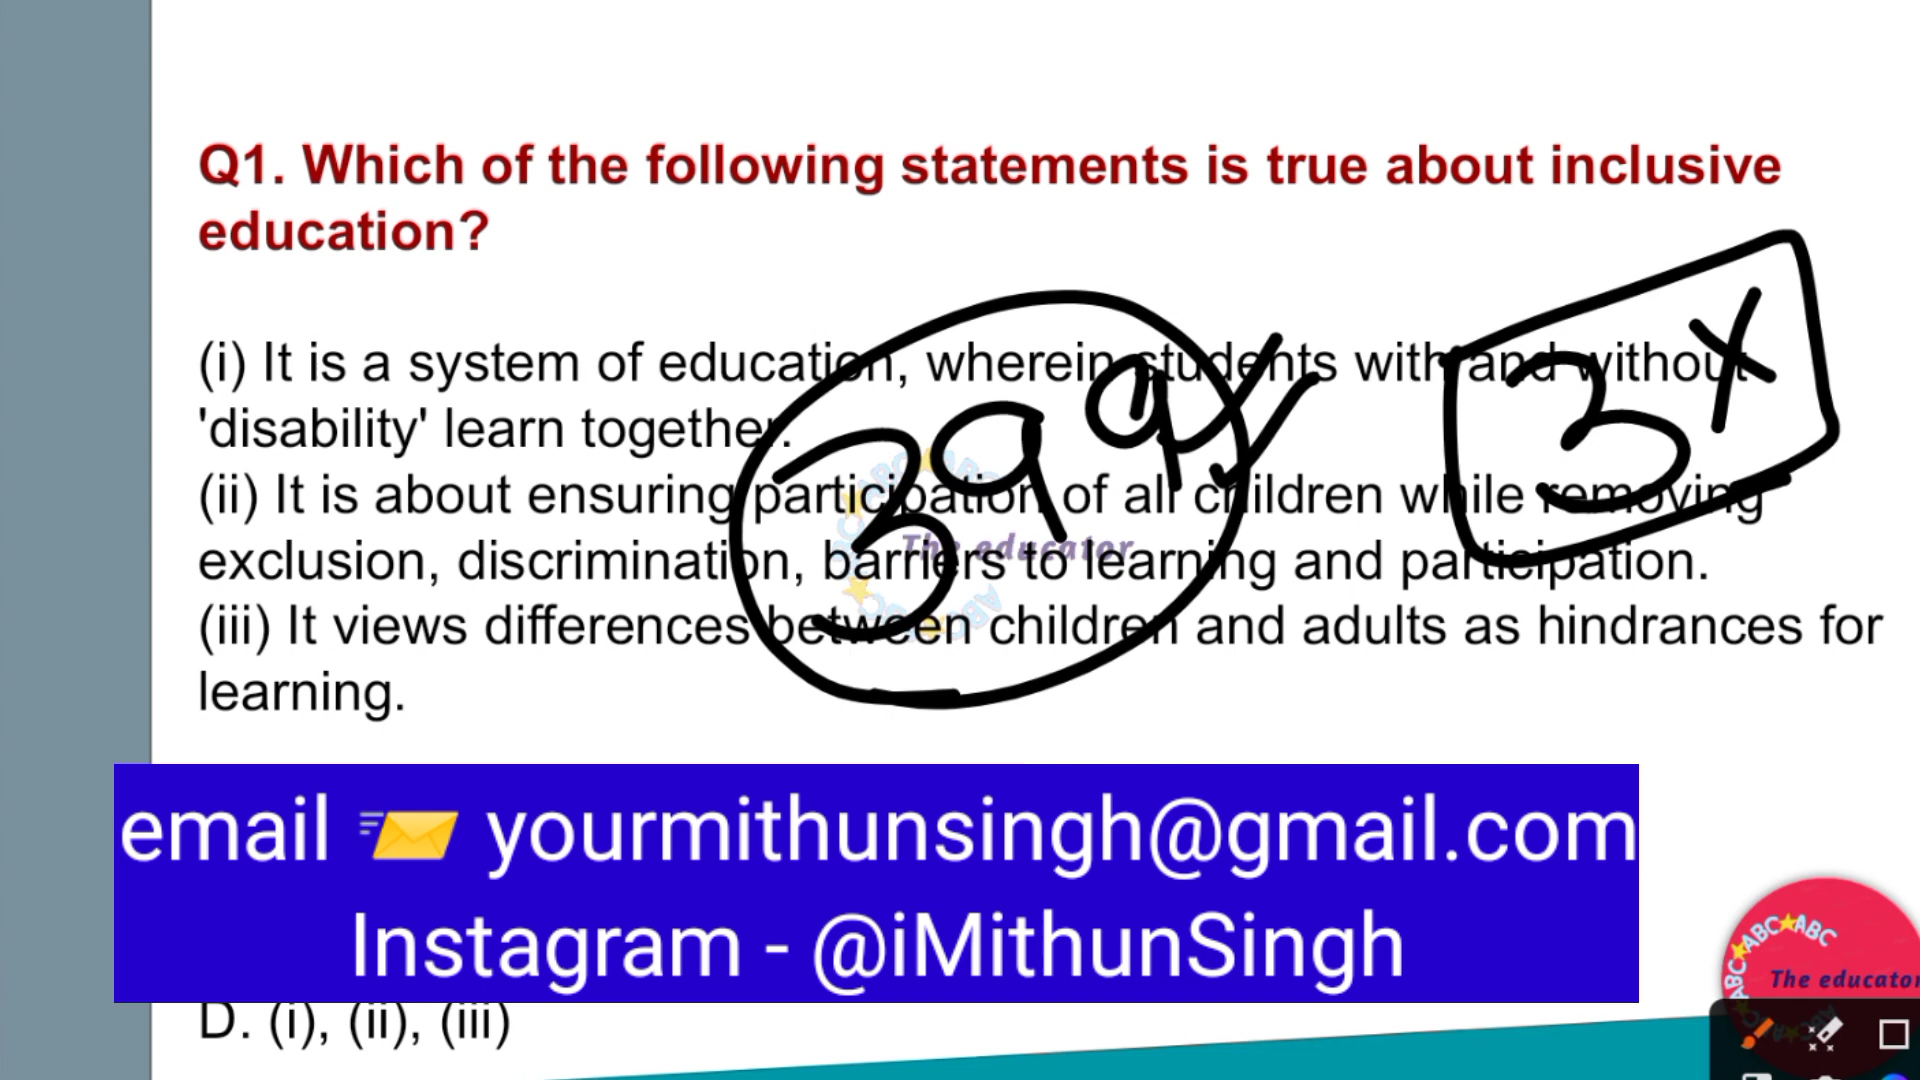 Q1. Which of the following statements is true about inclusive
education?
(i) It is a system of education, wherein students with and without
'disability' learn together.
(ii) It is about ensuring participation of all children while removing
exclusion, discrimination, barriers to learning and participation.
(iii) It views differences between children and adults as hindrances for
learning.
The educator
email yourmithunsingh@gmail.com
Instagram - @iMithunSingh
D. (i), (ii), (iii)
ABC ABC ABC
The educator